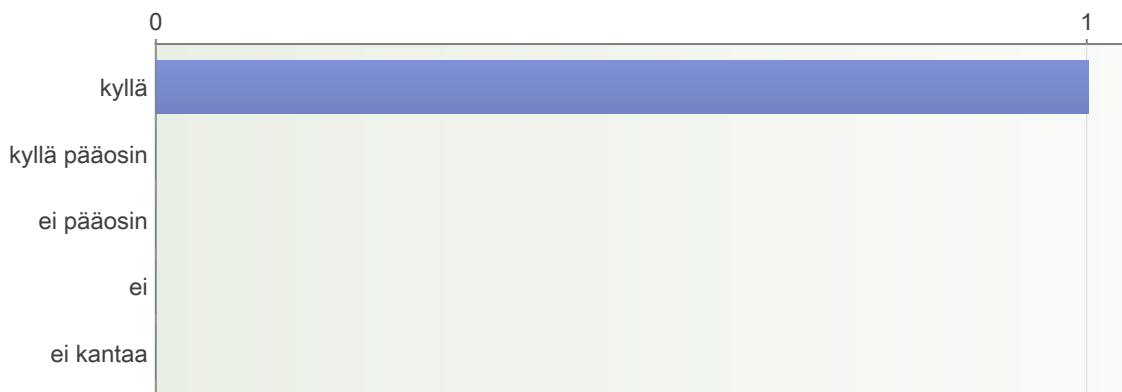 0 1
kyllä
kyllä pääosin
ei pääosin
ei
ei kantaa